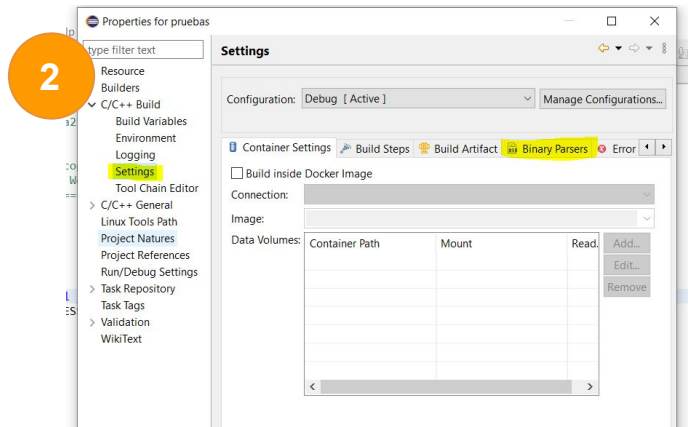 Properties for pruebas
type filter text
Settings
2
Resource
Builders
C/C++ Build
Build Variables
Environment
Logging
Settings
Tool Chain Editor
C/C++ General
Linux Tools Path
Project Natures
Project References
Run/Debug Settings
Task Repository
Task Tags
Validation
WikiText
Configuration: Debug [ Active ] Manage Configurations...
Container Settings Build Steps Build Artifact Binary Parsers Error
Build inside Docker Image
Connection:
Image:
Data Volumes: Container Path Mount Read. Add...
Edit...
Remove